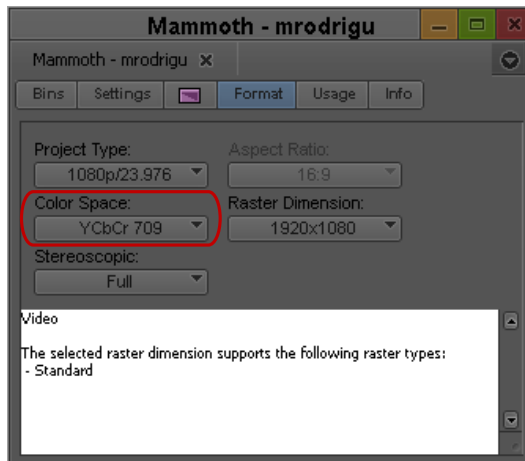 Mammoth - mrodrigu
Mammoth - mrodrigu
Bins Settings Format Usage Info
Project Type: Aspect Ratio:
1080p/23.976 16:9
Color Space: Raster Dimension:
YCbCr 709 1920x1080
Stereoscopic:
Full
Video
The selected raster dimension supports the following raster types:
- Standard